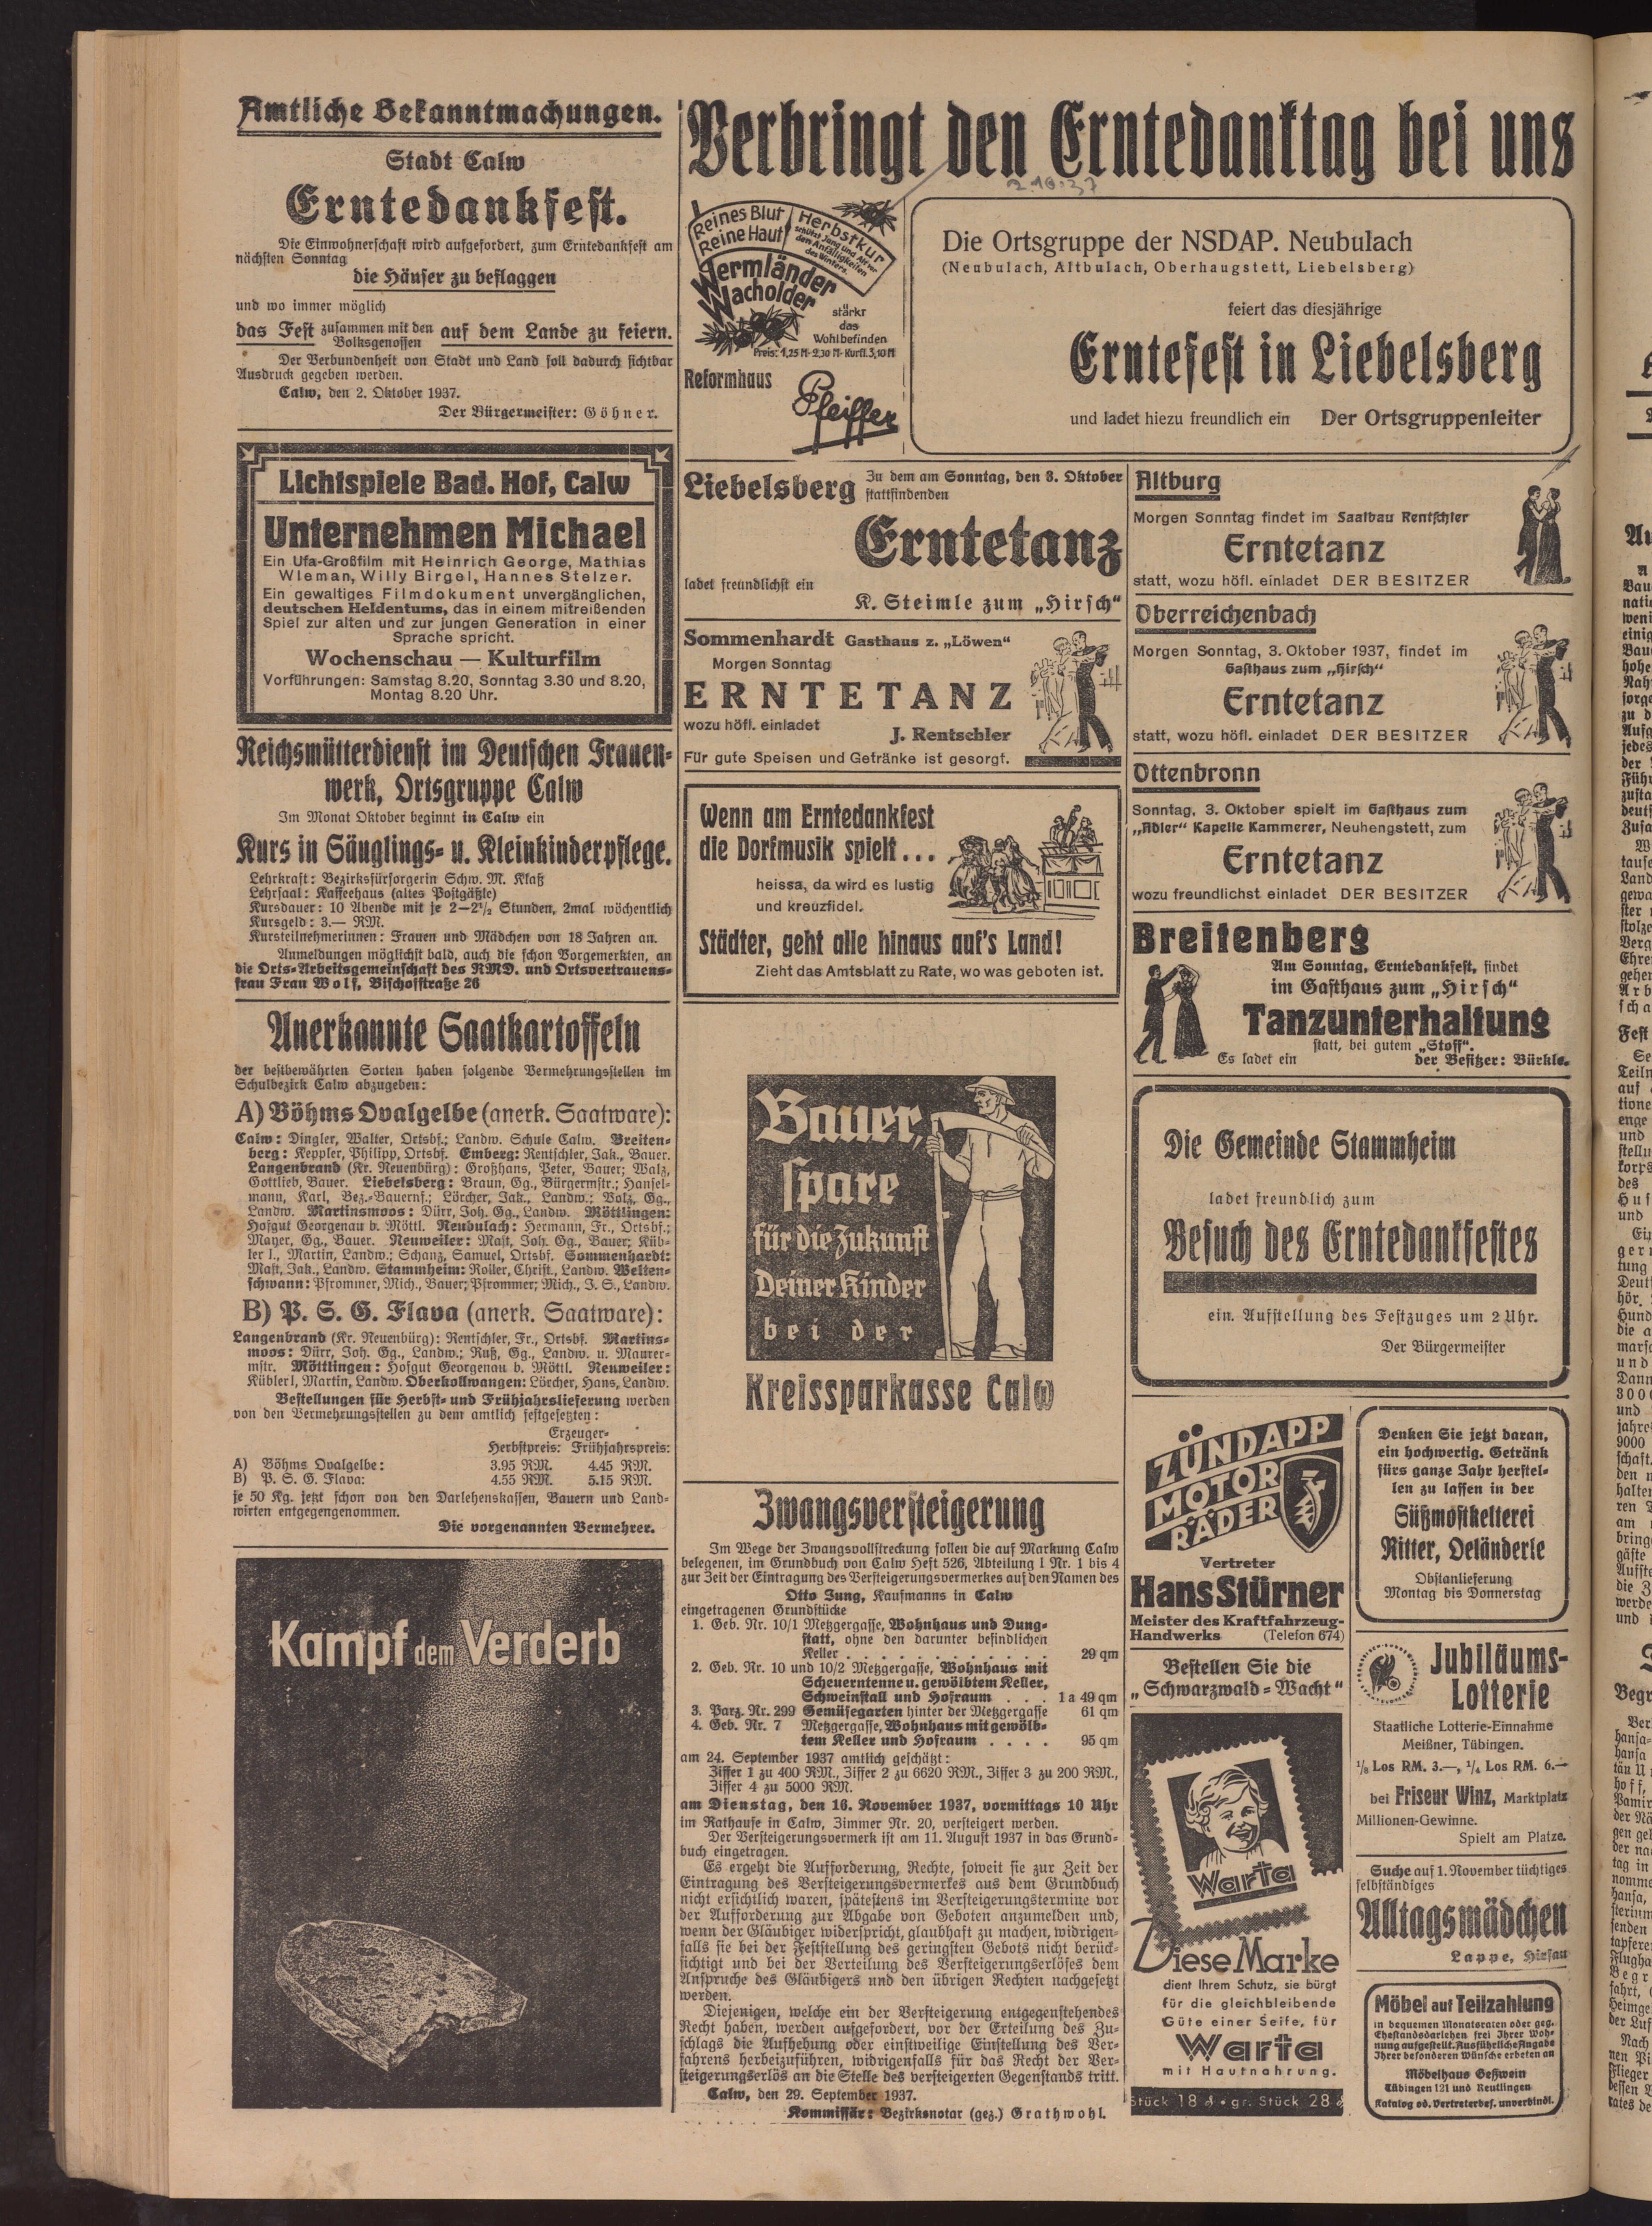 Amtliche Bekanntmachungen.
Stadt Calw
Erntedankfest.
Die Einwohnerschaft wird aufgefordert, zum Erntedankfest am
nächsten Sonntag
die Häuser zu beflaggen
und wo immer möglich
das Fest zusammen mit den Volksgenossen auf dem Lande zu feiern.
Der Verbundenheit von Stadt und Land soll dadurch sichtbar
Ausdruck gegeben werden.
Calw, den 2. Oktober 1937.
Der Bürgermeister: Göhner.
Lichtspiele Bad. Hof, Calw
Unternehmen Michael
Ein Ufa-Großfilm mit Heinrich George, Mathias
Wieman, Willy Birgel, Hannes Stelzer.
Ein gewaltiges Filmdokument unvergänglichen,
deutschen Heldentums, das in einem mitreißenden
Spiel zur alten und zur jungen Generation in einer
Sprache spricht.
Wochenschau — Kulturfilm
Vorführungen: Samstag 8.20, Sonntag 3.30 und 8.20,
Montag 8.20 Uhr.
Reichsmütterdienst im Deutschen Frauen-
werk, Ortsgruppe Calw
Im Monat Oktober beginnt in Calw ein
Kurs in Säuglings- u. Kleinkinderpflege.
Lehrkraft: Bezirksfürsorgerin Schw. M. Klaß
Lehrsaal: Kaffeehaus (altes Postgäßle)
Kursdauer: 10 Abende mit je 2—2½ Stunden, 2mal wöchentlich
Kursgeld: 3.— RM.
Kursteilnehmerinnen: Frauen und Mädchen von 18 Jahren an.
Anmeldungen möglichst bald, auch die schon Vorgemerkten, an
die Orts-Arbeitsgemeinschaft des RMD. und Ortsvertrauens-
frau Frau Wolf, Bischofstraße 26
Anerkannte Saatkartoffeln
der bestbewährten Sorten haben folgende Vermehrungsstellen im
Schulbezirk Calw abzugeben:
A) Böhms Ovalgelbe (anerk. Saatware):
Calw: Dingler, Walter, Ortsbf.; Landw. Schule Calw. Breiten-
berg: Keppler, Philipp, Ortsbf. Emberg: Rentschler, Jak., Bauer.
Langenbrand (Kr. Neuenbürg): Großhans, Peter, Bauer; Walz,
Gottlieb, Bauer. Liebelsberg: Braun, Gg., Bürgermstr.; Hansel-
mann, Karl, Bez.-Bauernf.; Lörcher, Jak., Landw.; Volz, Gg.,
Landw. Martinsmoos: Dürr, Joh. Gg., Landw. Möttlingen:
Hofgut Georgenau b. Möttl. Neubulach: Hermann, Fr., Ortsbf.;
Mayer, Gg., Bauer. Neuweiler: Mast, Joh. Gg., Bauer; Küb-
ler I., Martin, Landw.; Schanz, Samuel, Ortsbf. Sommenhardt:
Mast, Jak., Landw. Stammheim: Roller, Christ., Landw. Welten-
schwann: Pfrommer, Mich., Bauer; Pfrommer, Mich., J. S., Landw.
B) P. S. G. Flava (anerk. Saatware):
Langenbrand (Kr. Neuenbürg): Rentschler, Fr., Ortsbf. Martins-
moos: Dürr, Joh. Gg., Landw.; Ruß, Gg., Landw. u. Maurer-
mstr. Möttlingen: Hofgut Georgenau b. Möttl. Neuweiler:
Kübler I, Martin, Landw. Oberkollwangen: Lörcher, Hans, Landw.
Bestellungen für Herbst- und Frühjahrslieferung werden
von den Vermehrungsstellen zu dem amtlich festgesetzten:
Erzeuger-
Herbstpreis: Frühjahrspreis:
A) Böhms Ovalgelbe: 3.95 RM. 4.45 RM.
B) P. S. G. Flava: 4.55 RM. 5.15 RM.
je 50 Kg. jetzt schon von den Darlehenskassen, Bauern und Land-
wirten entgegengenommen.
Die vorgenannten Vermehrer.
Kampf dem Verderb
Verbringt den Erntedanktag bei uns
2.10.37
Reines Blut
Reine Haut
Herbstkur
schützt Jung und Alt vor
den Anfälligkeiten
des Winters.
Wermländer
Wacholder
stärkt
das
Wohlbefinden
Preis: 1,25 M - 2,30 M - Kurfl. 3,10 M
Reformhaus
Pfeiffer
Die Ortsgruppe der NSDAP. Neubulach
(Neubulach, Altbulach, Oberhaugstett, Liebelsberg)
feiert das diesjährige
Erntefest in Liebelsberg
und ladet hiezu freundlich ein Der Ortsgruppenleiter
Liebelsberg Zu dem am Sonntag, den 3. Oktober
stattfindenden
Erntetanz
ladet freundlichst ein
K. Steimle zum „Hirsch“
Sommenhardt Gasthaus z. „Löwen“
Morgen Sonntag
ERNTETANZ
wozu höfl. einladet
J. Rentschler
Für gute Speisen und Getränke ist gesorgt.
Wenn am Erntedankfest
die Dorfmusik spielt...
heissa, da wird es lustig
und kreuzfidel.
Städter, geht alle hinaus auf's Land!
Zieht das Amtsblatt zu Rate, wo was geboten ist.
Bauer,
spare
für die Zukunft
Deiner Kinder
bei der
Kreissparkasse Calw
Zwangsversteigerung
Im Wege der Zwangsvollstreckung sollen die auf Markung Calw
belegenen, im Grundbuch von Calw Heft 526, Abteilung I Nr. 1 bis 4
zur Zeit der Eintragung des Versteigerungsvermerkes auf den Namen des
Otto Jung, Kaufmanns in Calw
eingetragenen Grundstücke
1. Geb. Nr. 10/1 Metzgergasse, Wohnhaus und Dung-
statt, ohne den darunter befindlichen
Keller . . . . . . . . . . . 29 qm
2. Geb. Nr. 10 und 10/2 Metzgergasse, Wohnhaus mit
Scheuerntenne u. gewölbtem Keller,
Schweinstall und Hofraum . . . 1 a 49 qm
3. Parz. Nr. 299 Gemüsegarten hinter der Metzgergasse 61 qm
4. Geb. Nr. 7 Metzgergasse, Wohnhaus mit gewölb-
tem Keller und Hofraum . . . . 95 qm
am 24. September 1937 amtlich geschätzt:
Ziffer 1 zu 400 RM., Ziffer 2 zu 6620 RM., Ziffer 3 zu 200 RM.,
Ziffer 4 zu 5000 RM.
am Dienstag, den 16. November 1937, vormittags 10 Uhr
im Rathause in Calw, Zimmer Nr. 20, versteigert werden.
Der Versteigerungsvermerk ist am 11. August 1937 in das Grund-
buch eingetragen.
Es ergeht die Aufforderung, Rechte, soweit sie zur Zeit der
Eintragung des Versteigerungsvermerkes aus dem Grundbuch
nicht ersichtlich waren, spätestens im Versteigerungstermine vor
der Aufforderung zur Abgabe von Geboten anzumelden und,
wenn der Gläubiger widerspricht, glaubhaft zu machen, widrigen-
falls sie bei der Feststellung des geringsten Gebots nicht berück-
sichtigt und bei der Verteilung des Versteigerungserlöses dem
Anspruche des Gläubigers und den übrigen Rechten nachgesetzt
werden.
Diejenigen, welche ein der Versteigerung entgegenstehendes
Recht haben, werden aufgefordert, vor der Erteilung des Zu-
schlags die Aufhebung oder einstweilige Einstellung des Ver-
fahrens herbeizuführen, widrigenfalls für das Recht der Ver-
steigerungserlös an die Stelle des versteigerten Gegenstands tritt.
Calw, den 29. September 1937.
Kommissär: Bezirksnotar (gez.) Grathwohl.
Altburg
Morgen Sonntag findet im Saalbau Rentschler
Erntetanz
statt, wozu höfl. einladet DER BESITZER
Oberreichenbach
Morgen Sonntag, 3. Oktober 1937, findet im
Gasthaus zum „Hirsch“
Erntetanz
statt, wozu höfl. einladet DER BESITZER
Ottenbronn
Sonntag, 3. Oktober spielt im Gasthaus zum
„Adler“ Kapelle Kammerer, Neuhengstett, zum
Erntetanz
wozu freundlichst einladet DER BESITZER
Breitenberg
Am Sonntag, Erntedankfest, findet
im Gasthaus zum „Hirsch“
Tanzunterhaltung
statt, bei gutem „Stoff“.
Es ladet ein der Besitzer: Bürkle.
Die Gemeinde Stammheim
ladet freundlich zum
Besuch des Erntedankfestes
ein. Aufstellung des Festzuges um 2 Uhr.
Der Bürgermeister
ZÜNDAPP
MOTOR
RÄDER
Vertreter
Hans Stürner
Meister des Kraftfahrzeug-
Handwerks (Telefon 674)
Bestellen Sie die
„Schwarzwald-Wacht“
Warta
Diese Marke
dient Ihrem Schutz, sie bürgt
für die gleichbleibende
Güte einer Seife, für
Warta
mit Hautnahrung.
Stück 18 ₰ • gr. Stück 28 ₰
Denken Sie jetzt daran,
ein hochwertig. Getränk
fürs ganze Jahr herstel-
len zu lassen in der
Süßmostkelterei
Ritter, Oeländerle
Obstanlieferung
Montag bis Donnerstag
Jubiläums-
Lotterie
Staatliche Lotterie-Einnahme
Meißner, Tübingen.
⅛ Los RM. 3.—, ¼ Los RM. 6.—
bei Friseur Winz, Marktplatz
Millionen-Gewinne.
Spielt am Platze.
Suche auf 1. November tüchtiges
selbständiges
Alltagsmädchen
Lappe, Hirsau
Möbel auf Teilzahlung
in bequemen Monatsraten oder geg.
Ehestandsdarlehen frei Ihrer Woh-
nung aufgestellt. Ausführliche Angabe
Ihrer besonderen Wünsche erbeten an
Möbelhaus Geßwein
Tübingen 121 und Reutlingen
Katalog od. Vertreterbes. unverbindl.